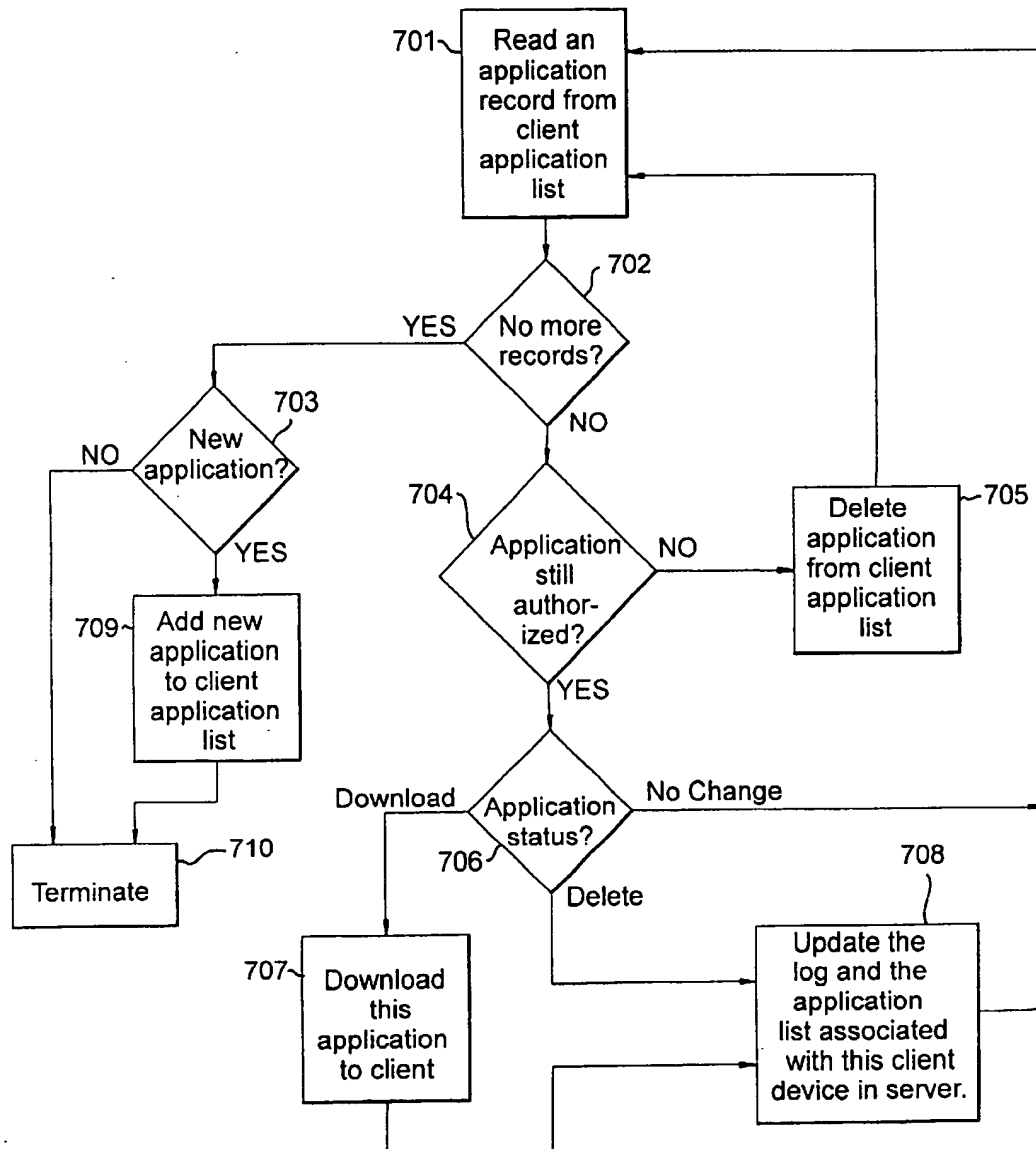 701
Read an
application
record from
client
application
list
702
No more
records?
YES
NO
703
New
application?
NO
YES
704
Application
still
author-
ized?
NO
YES
705
Delete
application
from client
application
list
709
Add new
application
to client
application
list
Download
Application
status?
706
No Change
Delete
710
Terminate
707
Download
this
application
to client
708
Update the
log and the
application
list associated
with this client
device in server.